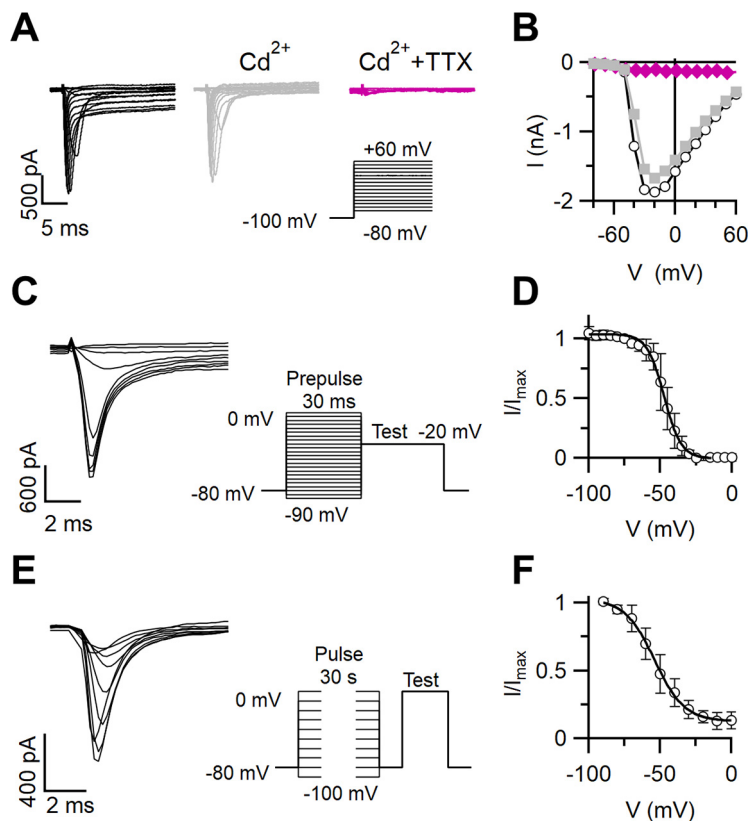 A
Cd2+
Cd2++TTX
500 pA
5 ms
+60 mV
-100 mV
-80 mV
B
0
-1
-2
I (nA)
-60
0
60
V (mV)
C
600 pA
2 ms
Prepulse
30 ms
0 mV
Test
-20 mV
-80 mV
-90 mV
D
1
0.5
0
I/Imax
-100
-50
0
V (mV)
E
400 pA
2 ms
Pulse
30 s
Test
0 mV
-80 mV
-100 mV
F
1
0.5
0
I/Imax
-100
-50
0
V (mV)